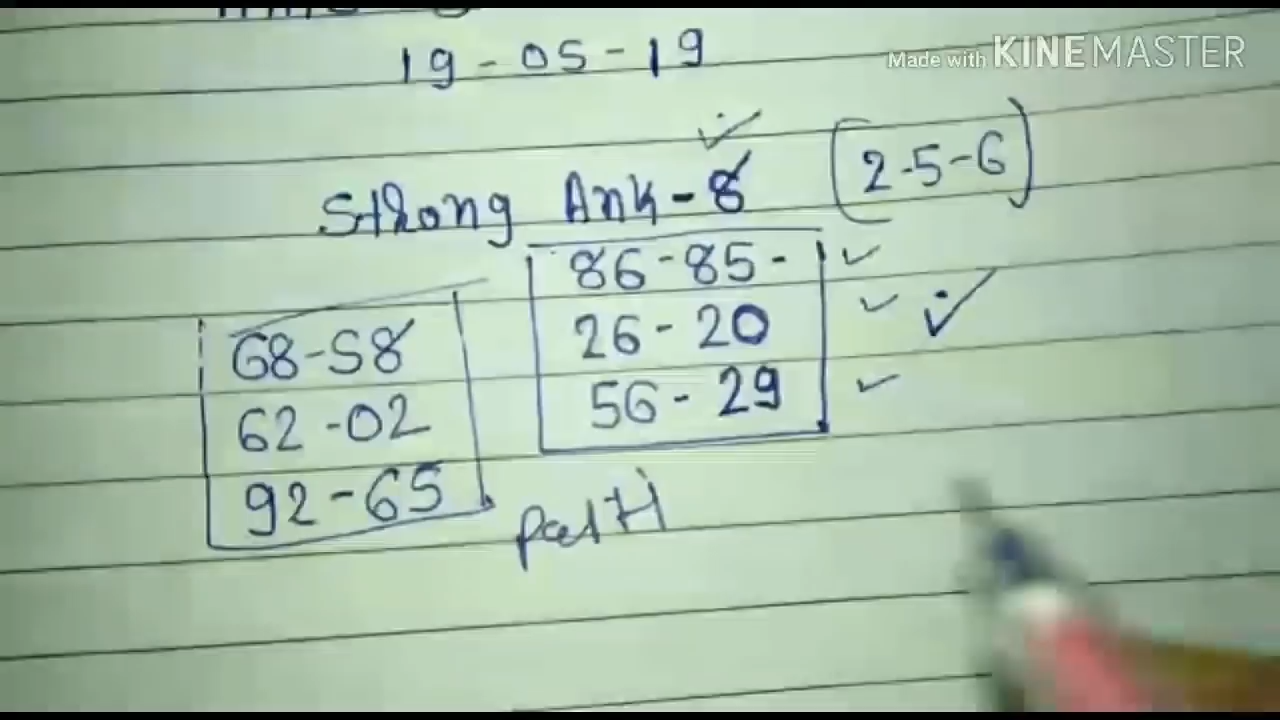 19-05-19
Made with KINEMASTER
Strong Ank-8 (2-5-6)
86-85-
26-20
56-29
68-58
62-02
92-65
palti